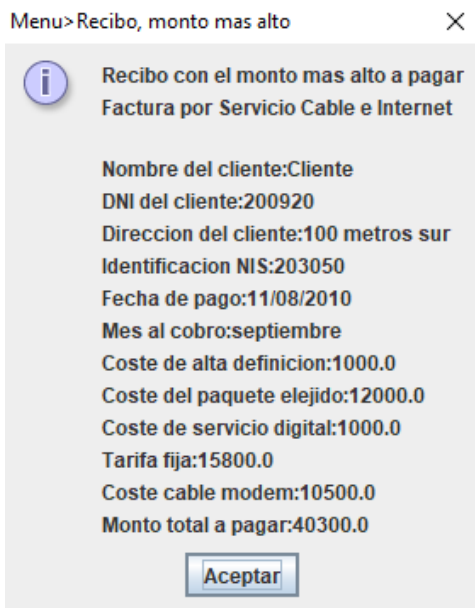 Menu>Recibo, monto mas alto
Recibo con el monto mas alto a pagar
Factura por Servicio Cable e Internet
Nombre del cliente:Cliente
DNI del cliente:200920
Direccion del cliente:100 metros sur
Identificacion NIS:203050
Fecha de pago:11/08/2010
Mes al cobro:septiembre
Coste de alta definicion:1000.0
Coste del paquete elejido:12000.0
Coste de servicio digital:1000.0
Tarifa fija:15800.0
Coste cable modem:10500.0
Monto total a pagar:40300.0
Aceptar